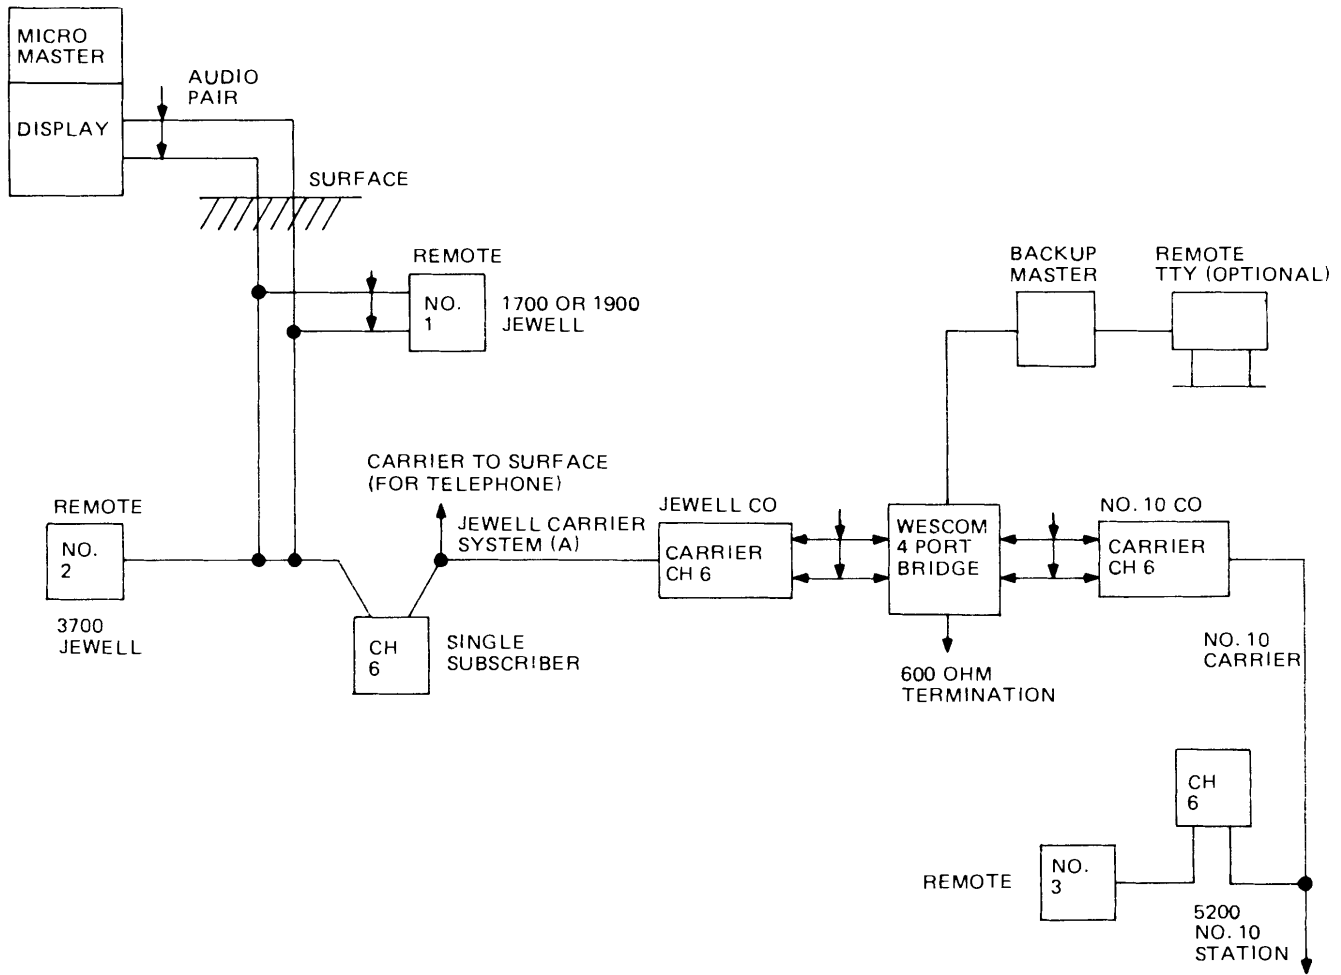 MICRO
MASTER
DISPLAY
AUDIO
PAIR
SURFACE
REMOTE
NO.
1
1700 OR 1900
JEWELL
BACKUP
MASTER
REMOTE
TTY (OPTIONAL)
REMOTE
NO.
2
3700
JEWELL
CARRIER TO SURFACE
(FOR TELEPHONE)
JEWELL CARRIER
SYSTEM (A)
CH
6
SINGLE
SUBSCRIBER
JEWELL CO
CARRIER
CH 6
WESCOM
4 PORT
BRIDGE
600 OHM
TERMINATION
NO. 10 CO
CARRIER
CH 6
NO. 10
CARRIER
CH
6
REMOTE
NO.
3
5200
NO. 10
STATION